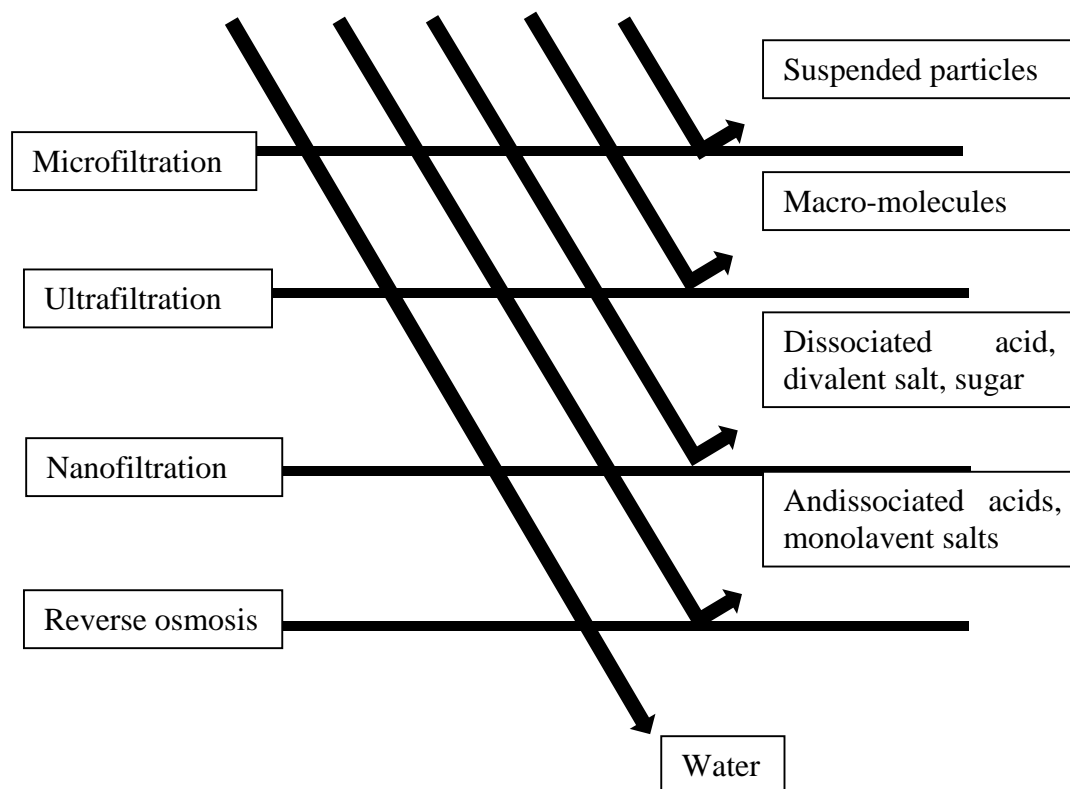 Suspended particles
Microfiltration
Macro-molecules
Ultrafiltration
Dissociated acid,
divalent salt, sugar
Nanofiltration
Andissociated acids,
monolavent salts
Reverse osmosis
Water